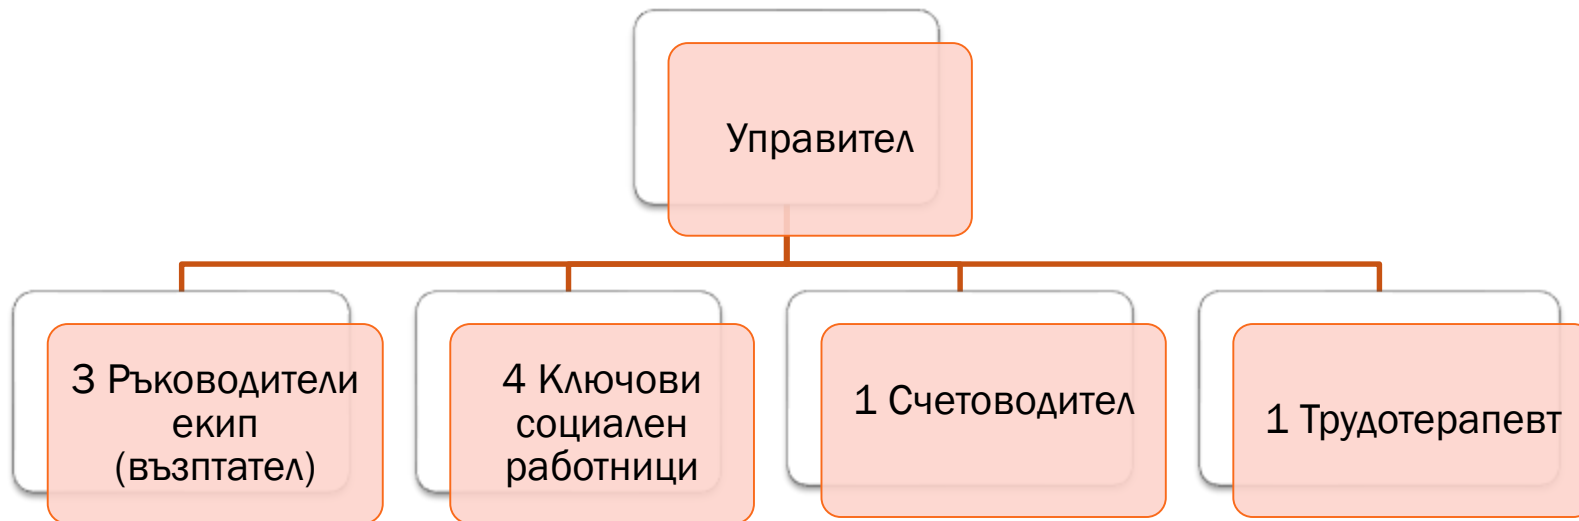 Управител
3 Ръководители
екип
(възптател)
4 Ключови
социален
работници
1 Счетоводител
1 Трудотерапевт